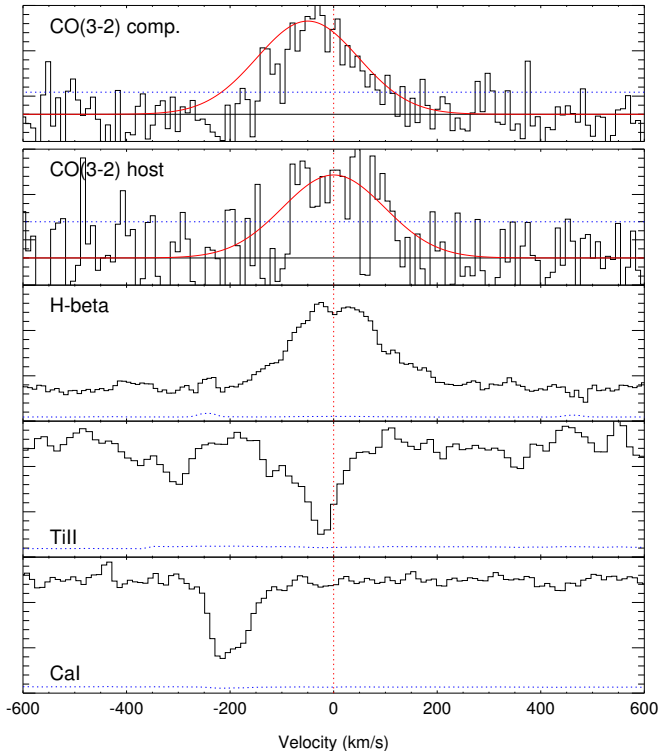 CO(3-2) comp.
CO(3-2) host
H-beta
TiII
CaI
-600 -400 -200 0 200 400 600
Velocity (km/s)